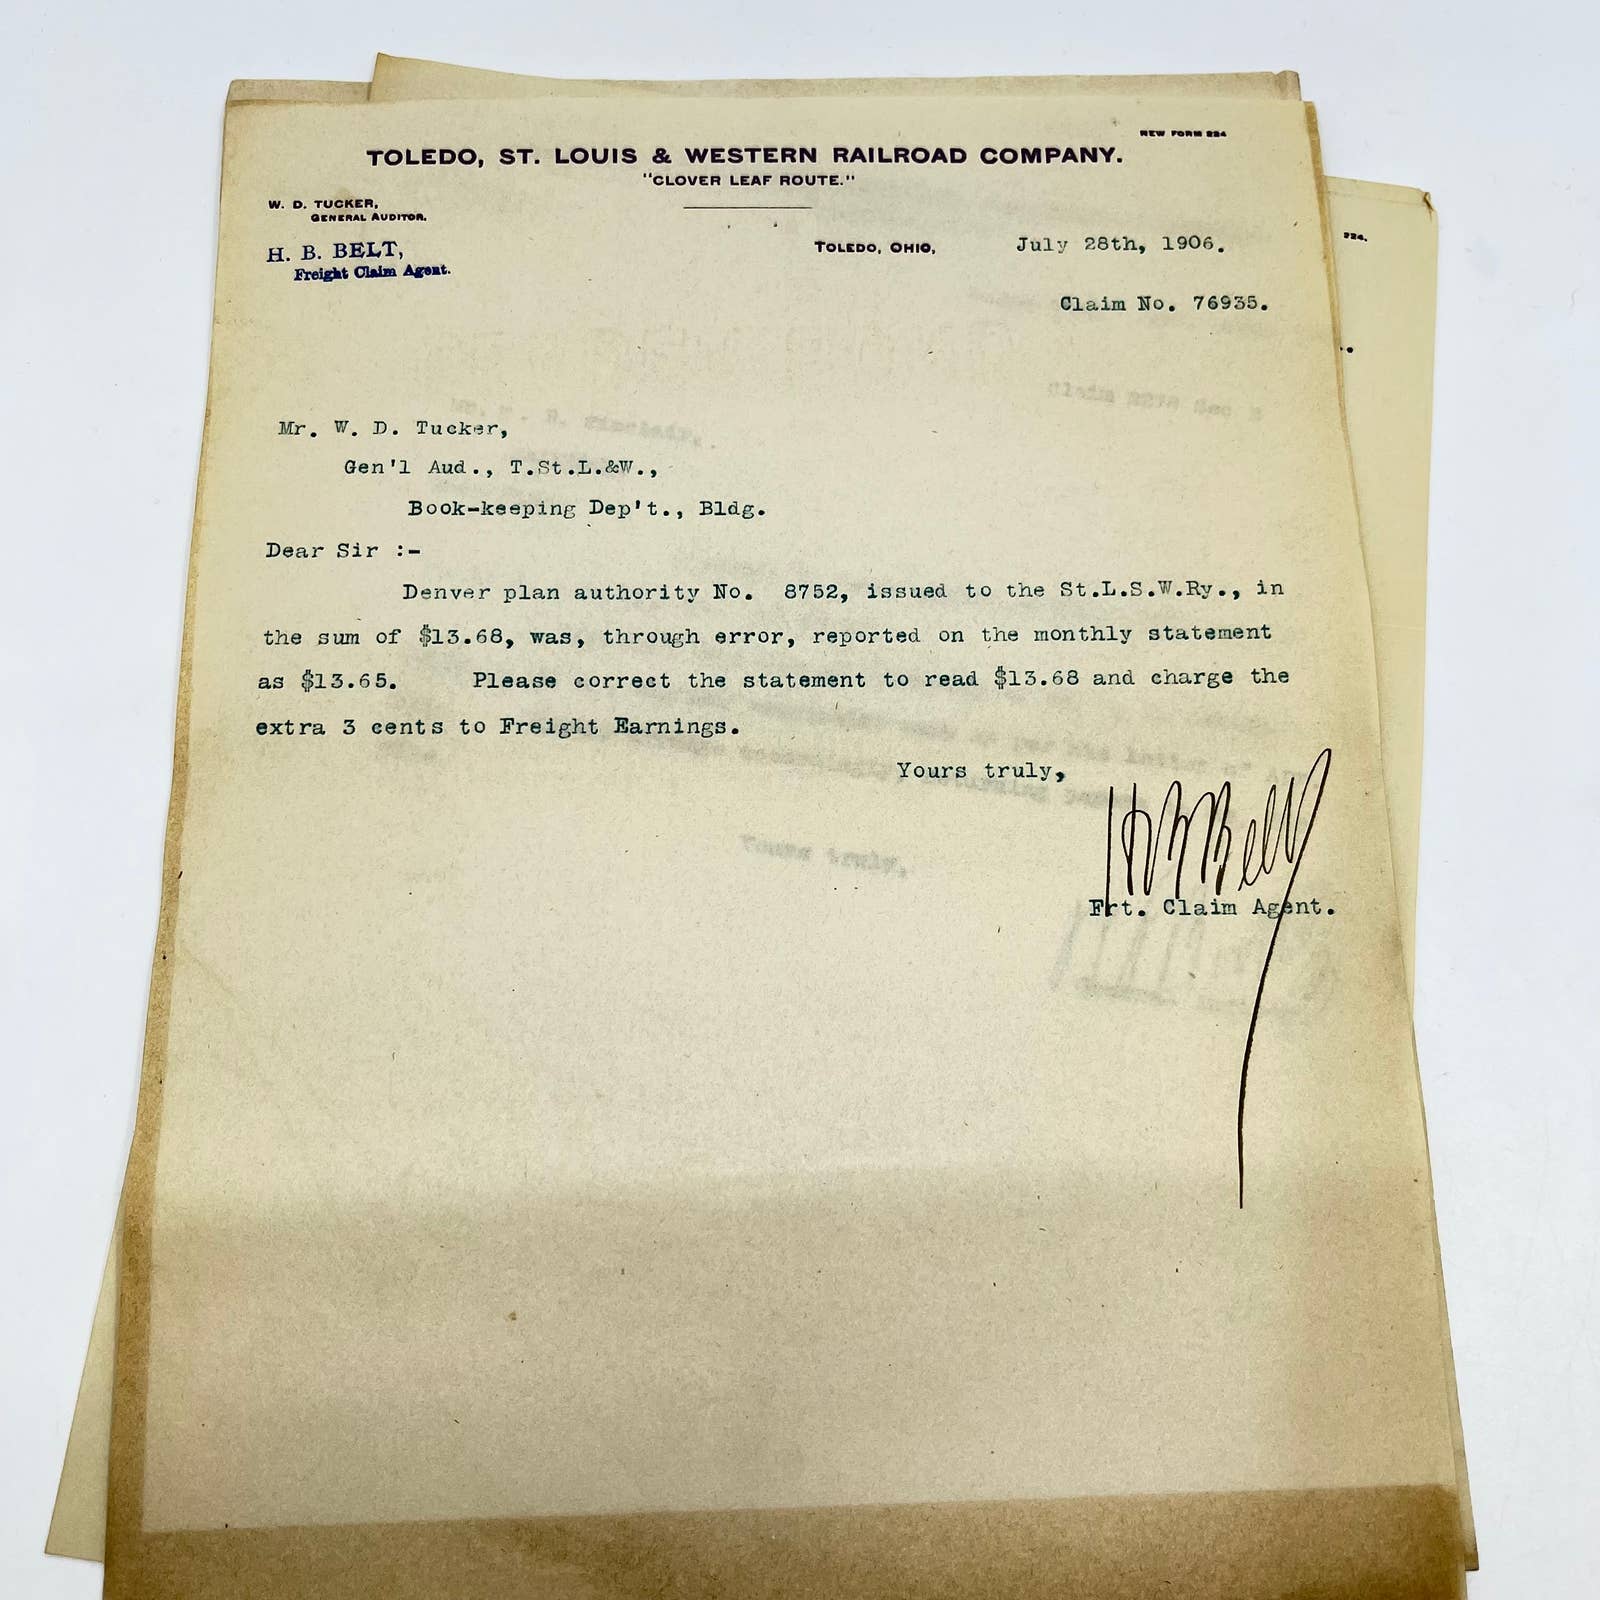 NEW FORM 224
TOLEDO, ST. LOUIS & WESTERN RAILROAD COMPANY.
"CLOVER LEAF ROUTE."
W. D. TUCKER,
GENERAL AUDITOR.
H. B. BELT,
Freight Claim Agent.
TOLEDO, OHIO, July 28th, 1906.
Claim No. 76935.
Mr. W. D. Tucker,
Gen'l Aud., T.St.L.&W.,
Book-keeping Dep't., Bldg.
Dear Sir :-
Denver plan authority No. 8752, issued to the St.L.S.W.Ry., in
the sum of $13.68, was, through error, reported on the monthly statement
as $13.65. Please correct the statement to read $13.68 and charge the
extra 3 cents to Freight Earnings.
Yours truly,
H B Belt
Frt. Claim Agent.
224.
Yours truly,